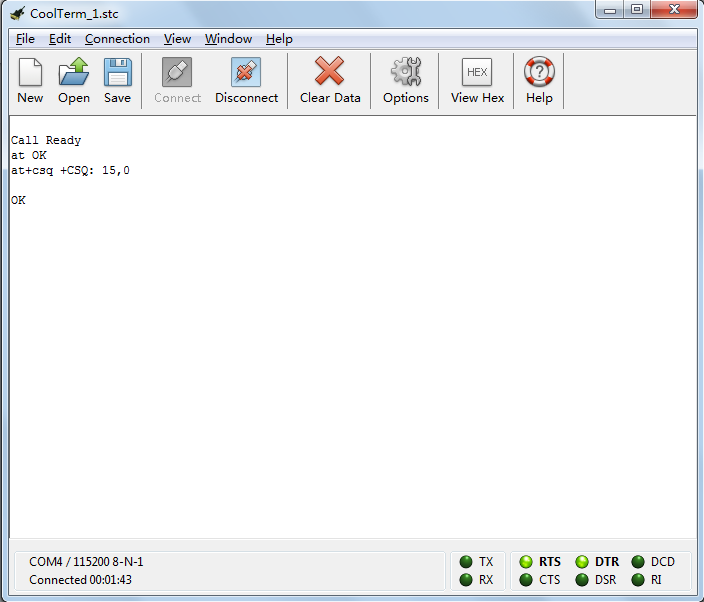 CoolTerm_1.stc
File Edit Connection View Window Help
HEX
New Open Save Connect Disconnect Clear Data Options View Hex Help
Call Ready
at OK
at+csq +CSQ: 15,0
OK
COM4 / 115200 8-N-1
Connected 00:01:43
TX RTS DTR DCD
RX CTS DSR RI